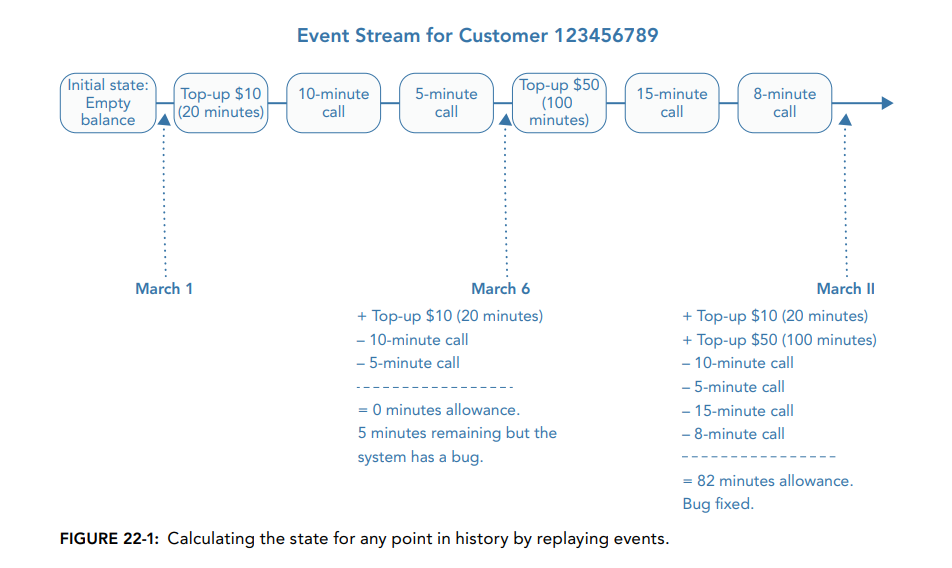 Event Stream for Customer 123456789
Initial state:
Empty
balance
Top-up $10
(20 minutes)
10-minute
call
5-minute
call
Top-up $50
(100
minutes)
15-minute
call
8-minute
call
March 1
March 6
+ Top-up $10 (20 minutes)
– 10-minute call
– 5-minute call
= 0 minutes allowance.
5 minutes remaining but the
system has a bug.
March II
+ Top-up $10 (20 minutes)
+ Top-up $50 (100 minutes)
– 10-minute call
– 5-minute call
– 15-minute call
– 8-minute call
= 82 minutes allowance.
Bug fixed.
FIGURE 22-1: Calculating the state for any point in history by replaying events.